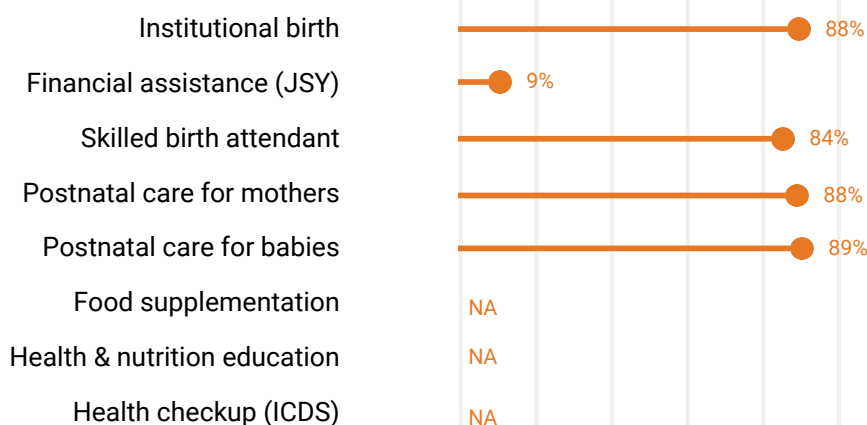 Institutional birth 88%
Financial assistance (JSY) 9%
Skilled birth attendant 84%
Postnatal care for mothers 88%
Postnatal care for babies 89%
Food supplementation NA
Health & nutrition education NA
Health checkup (ICDS) NA